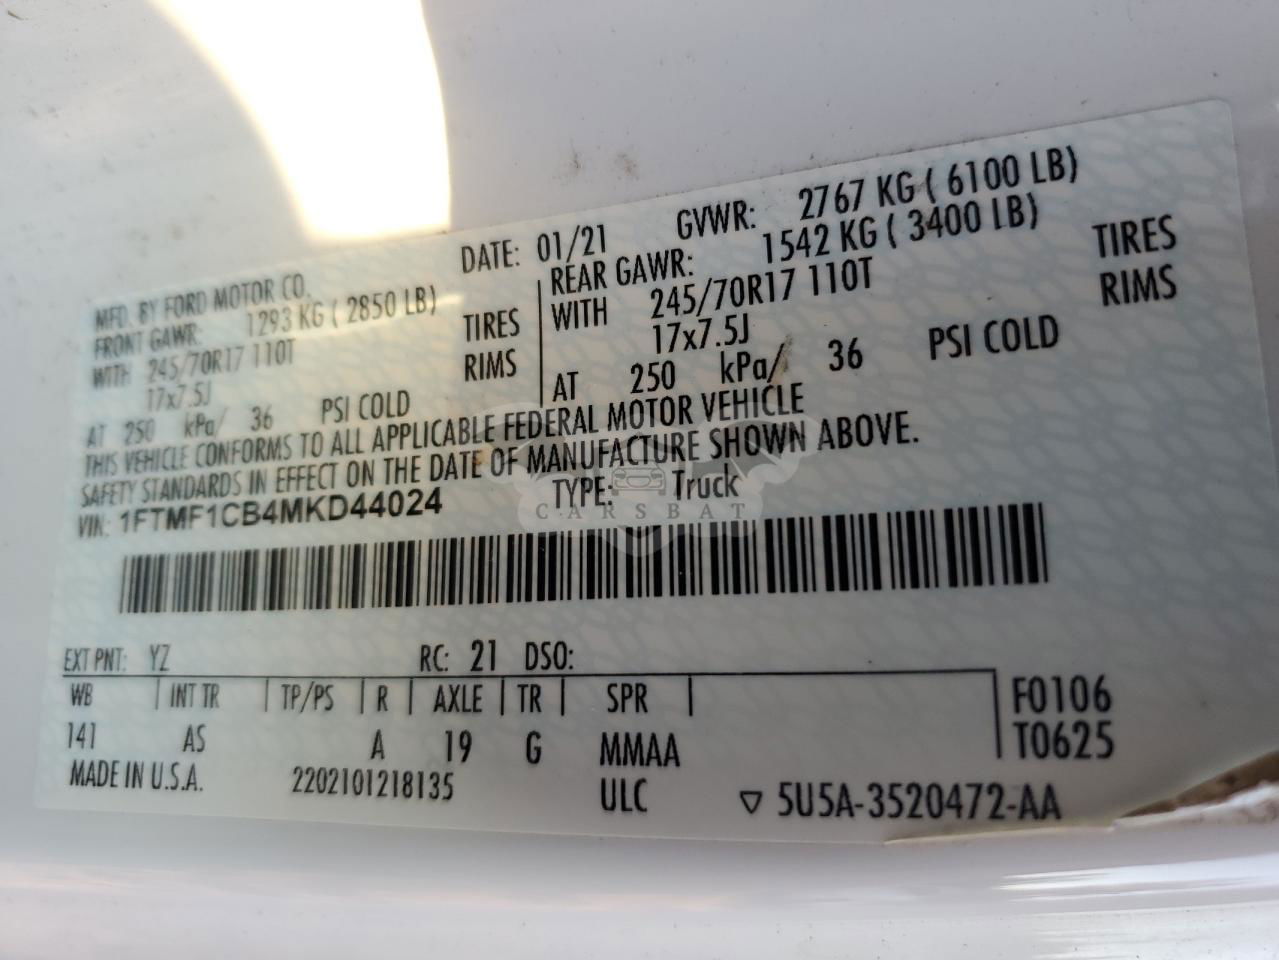 MFD. BY FORD MOTOR CO. DATE: 01/21 GVWR: 2767 KG ( 6100 LB)
FRONT GAWR: 1293 KG ( 2850 LB)
WITH 245/70R17 110T TIRES
17x7.5J RIMS
AT 250 kPa/ 36 PSI COLD
REAR GAWR: 1542 KG ( 3400 LB)
WITH 245/70R17 110T TIRES
17x7.5J RIMS
AT 250 kPa/ 36 PSI COLD
THIS VEHICLE CONFORMS TO ALL APPLICABLE FEDERAL MOTOR VEHICLE
SAFETY STANDARDS IN EFFECT ON THE DATE OF MANUFACTURE SHOWN ABOVE.
VIN: 1FTMF1CB4MKD44024 TYPE: Truck
CARSBAT
EXT PNT: YZ RC: 21 DSO:
WB INT TR TP/PS R AXLE TR SPR F0106
141 AS A 19 G MMAA T0625
MADE IN U.S.A. 2202101218135 ULC ▽ 5U5A-3520472-AA